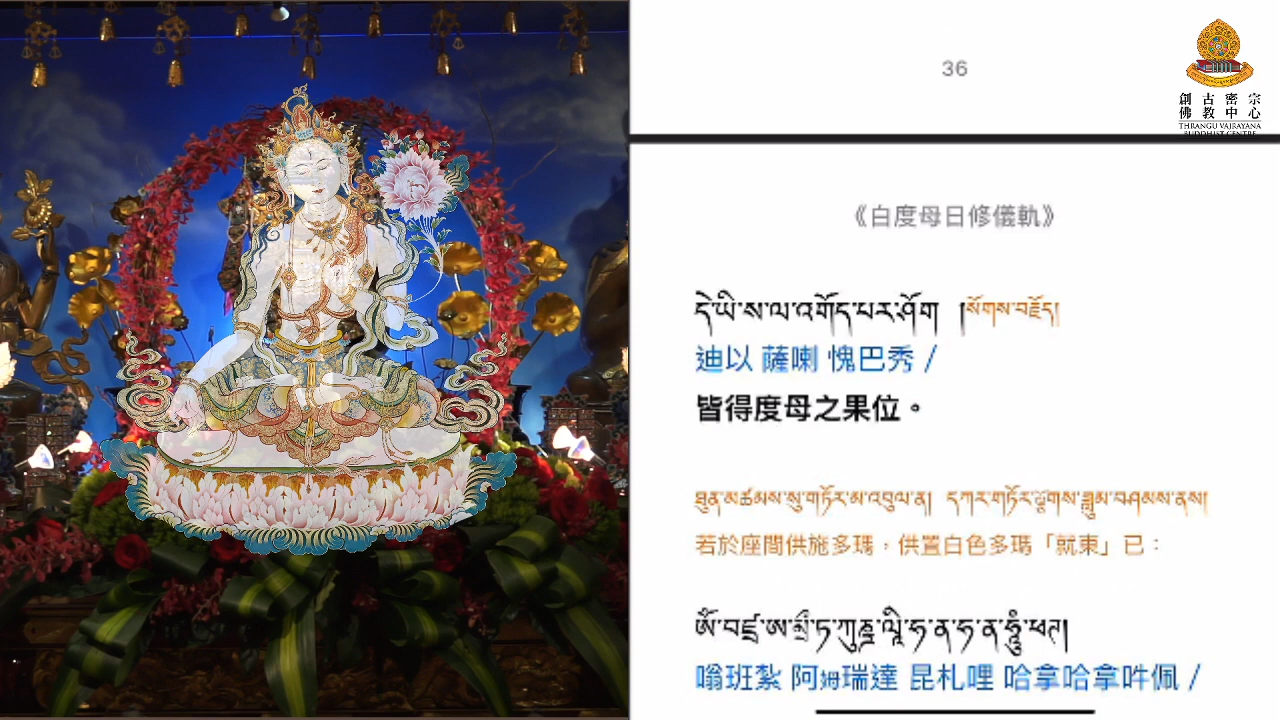 36
創古密宗
佛教中心
THRANGU VAJRAYANA
BUDDHIST CENTRE
《白度母日修儀軌》
དེ་ཡི་ས་ལ་འགོད་པར་ཤོག །སོགས་བརྗོད།
迪以 薩喇 愧巴秀 /
皆得度母之果位。
ཐུན་མཚམས་སུ་གཏོར་མ་འབུལ་ན། དཀར་གཏོར་ལྟོགས་ཟླུམ་བཤམས་ནས།
若於座間供施多瑪，供置白色多瑪「就東」已：
ཨོཾ་བཛྲ་ཨ་མྲྀ་ཏ་ཀུཎྜ་ལཱི་ཧ་ན་ཧ་ན་ཧཱུྃ་ཕཊ།
嗡班紮 阿姆瑞達 昆札哩 哈拿哈拿吽佩 /